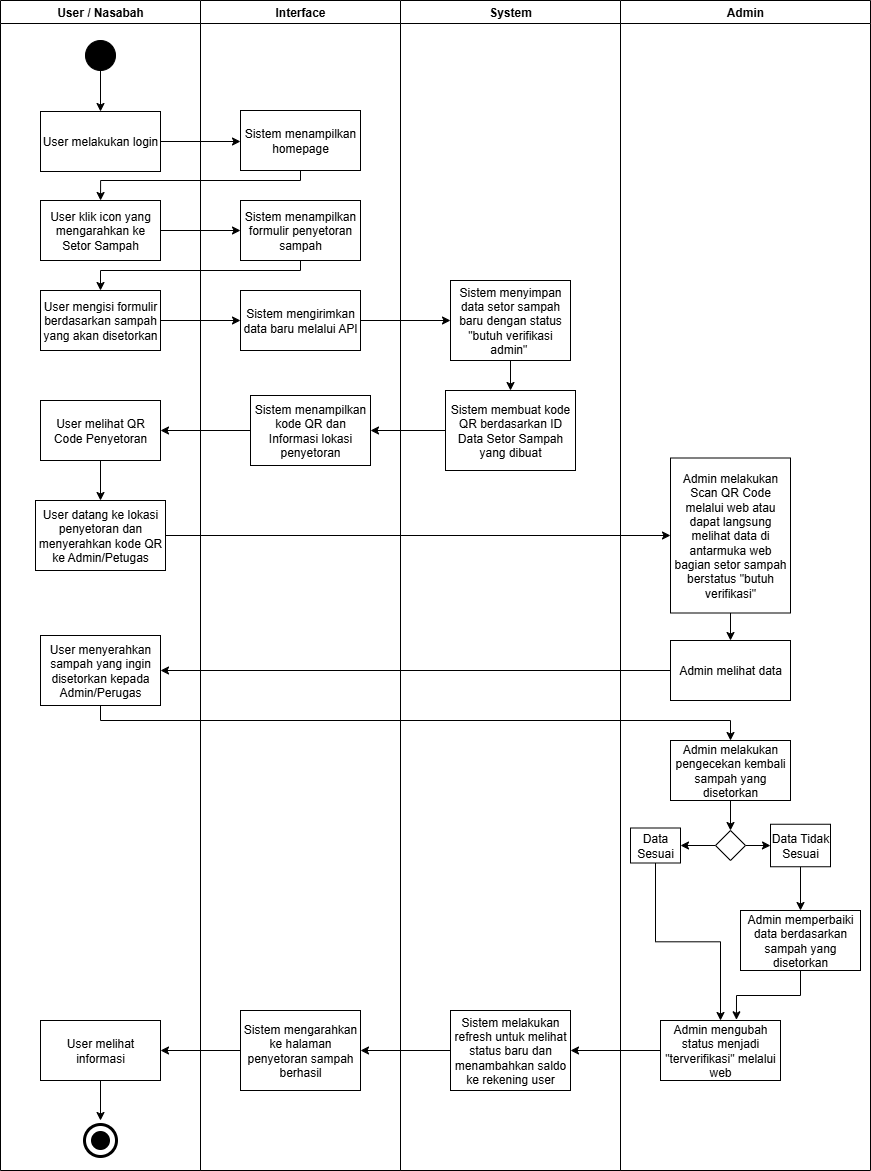 User / Nasabah
Interface
System
Admin
User melakukan login
Sistem menampilkan
homepage
User klik icon yang
mengarahkan ke
Setor Sampah
Sistem menampilkan
formulir penyetoran
sampah
User mengisi formulir
berdasarkan sampah
yang akan disetorkan
Sistem mengirimkan
data baru melalui API
Sistem menyimpan
data setor sampah
baru dengan status
"butuh verifikasi
admin"
Sistem membuat kode
QR berdasarkan ID
Data Setor Sampah
yang dibuat
Sistem menampilkan
kode QR dan
Informasi lokasi
penyetoran
User melihat QR
Code Penyetoran
User datang ke lokasi
penyetoran dan
menyerahkan kode QR
ke Admin/Petugas
Admin melakukan
Scan QR Code
melalui web atau
dapat langsung
melihat data di
antarmuka web
bagian setor sampah
berstatus "butuh
verifikasi"
Admin melihat data
User menyerahkan
sampah yang ingin
disetorkan kepada
Admin/Perugas
Admin melakukan
pengecekan kembali
sampah yang
disetorkan
Data
Sesuai
Data Tidak
Sesuai
Admin memperbaiki
data berdasarkan
sampah yang
disetorkan
Admin mengubah
status menjadi
"terverifikasi" melalui
web
Sistem melakukan
refresh untuk melihat
status baru dan
menambahkan saldo
ke rekening user
Sistem mengarahkan
ke halaman
penyetoran sampah
berhasil
User melihat
informasi